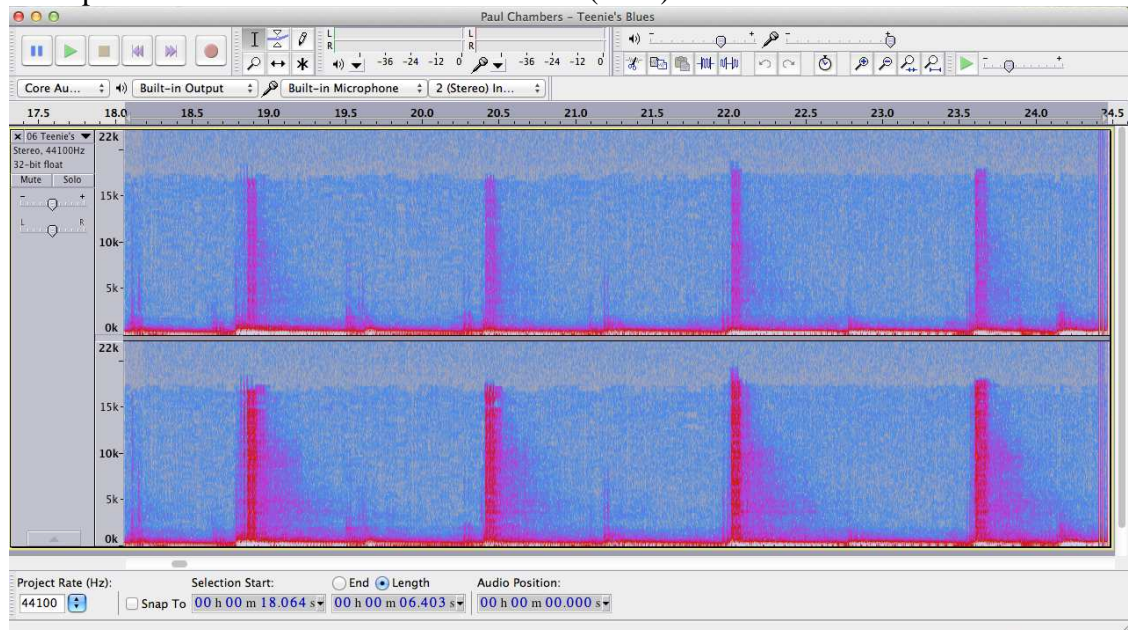 Paul Chambers – Teenie's Blues
L
R
-36 -24 -12 0
L
R
-36 -24 -12 0
- +
- +
- +
Core Au...
Built-in Output
Built-in Microphone
2 (Stereo) In...
17.5 18.0 18.5 19.0 19.5 20.0 20.5 21.0 21.5 22.0 22.5 23.0 23.5 24.0 24.5
x 06 Teenie's
Stereo, 44100Hz
32-bit float
Mute Solo
- +
L R
22k
15k-
10k-
5k-
0k
22k
15k-
10k-
5k-
0k
Project Rate (Hz): Selection Start: End Length Audio Position:
44100 Snap To 00 h 00 m 18.064 s 00 h 00 m 06.403 s 00 h 00 m 00.000 s